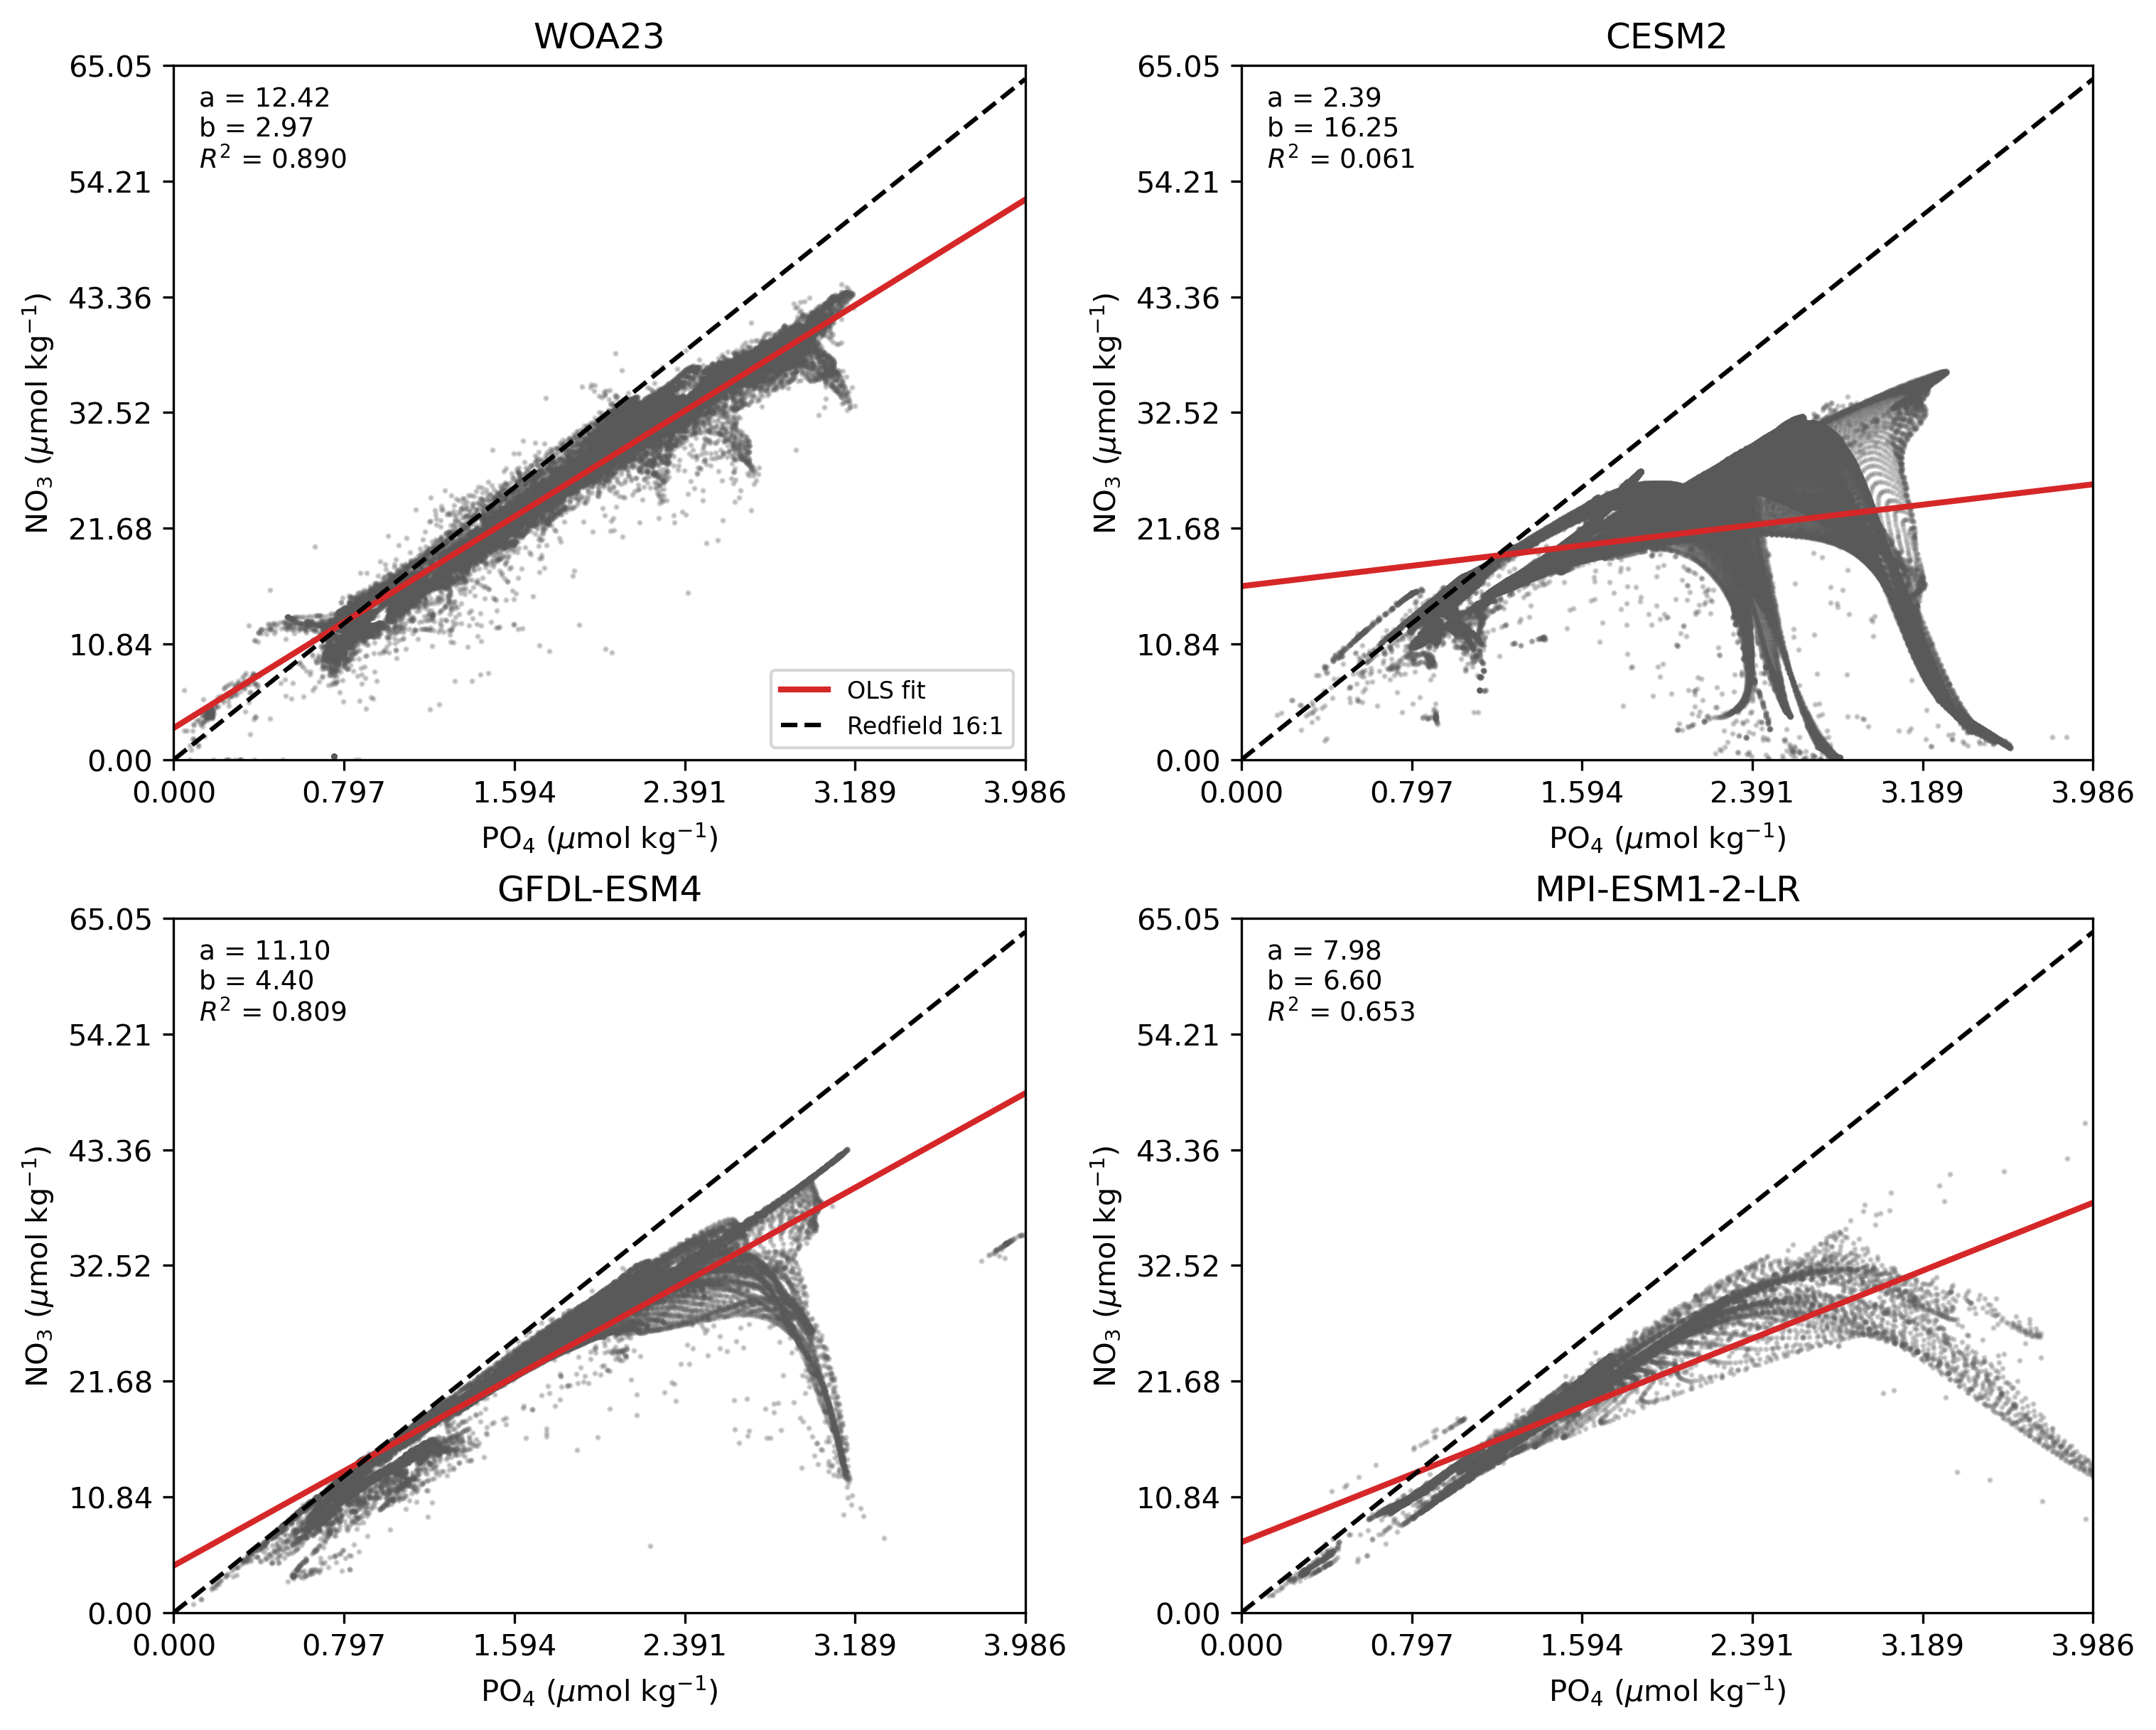 WOA23
65.05
54.21
43.36
32.52
21.68
10.84
0.00
NO₃ (μmol kg⁻¹)
a = 12.42
b = 2.97
R² = 0.890
OLS fit
Redfield 16:1
0.000 0.797 1.594 2.391 3.189 3.986
PO₄ (μmol kg⁻¹)
CESM2
65.05
54.21
43.36
32.52
21.68
10.84
0.00
NO₃ (μmol kg⁻¹)
a = 2.39
b = 16.25
R² = 0.061
0.000 0.797 1.594 2.391 3.189 3.986
PO₄ (μmol kg⁻¹)
GFDL-ESM4
65.05
54.21
43.36
32.52
21.68
10.84
0.00
NO₃ (μmol kg⁻¹)
a = 11.10
b = 4.40
R² = 0.809
0.000 0.797 1.594 2.391 3.189 3.986
PO₄ (μmol kg⁻¹)
MPI-ESM1-2-LR
65.05
54.21
43.36
32.52
21.68
10.84
0.00
NO₃ (μmol kg⁻¹)
a = 7.98
b = 6.60
R² = 0.653
0.000 0.797 1.594 2.391 3.189 3.986
PO₄ (μmol kg⁻¹)